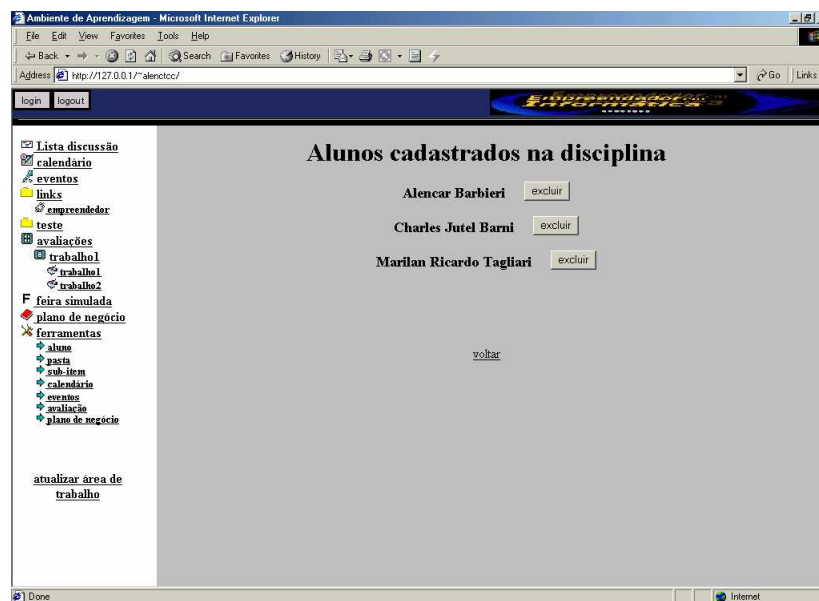 Ambiente de Aprendizagem - Microsoft Internet Explorer
File Edit View Favorites Tools Help
Back Search Favorites History
Address http://127.0.0.1/~alenctcc/ Go Links
login logout
Empreendedor em
Informática
Lista discussão
calendário
eventos
links
empreendedor
teste
avaliações
trabalho1
trabalho1
trabalho2
F feira simulada
plano de negócio
ferramentas
aluno
pasta
sub-item
calendário
eventos
avaliação
plano de negócio
atualizar área de
trabalho
Alunos cadastrados na disciplina
Alencar Barbieri excluir
Charles Jutel Barni excluir
Marilan Ricardo Tagliari excluir
voltar
Done Internet